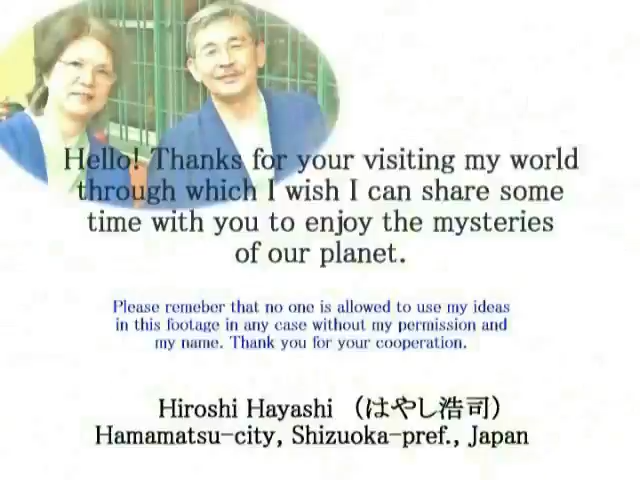 Hello! Thanks for your visiting my world
through which I wish I can share some
time with you to enjoy the mysteries
of our planet.
Please remeber that no one is allowed to use my ideas
in this footage in any case without my permission and
my name. Thank you for your cooperation.
Hiroshi Hayashi （はやし浩司）
Hamamatsu-city, Shizuoka-pref., Japan